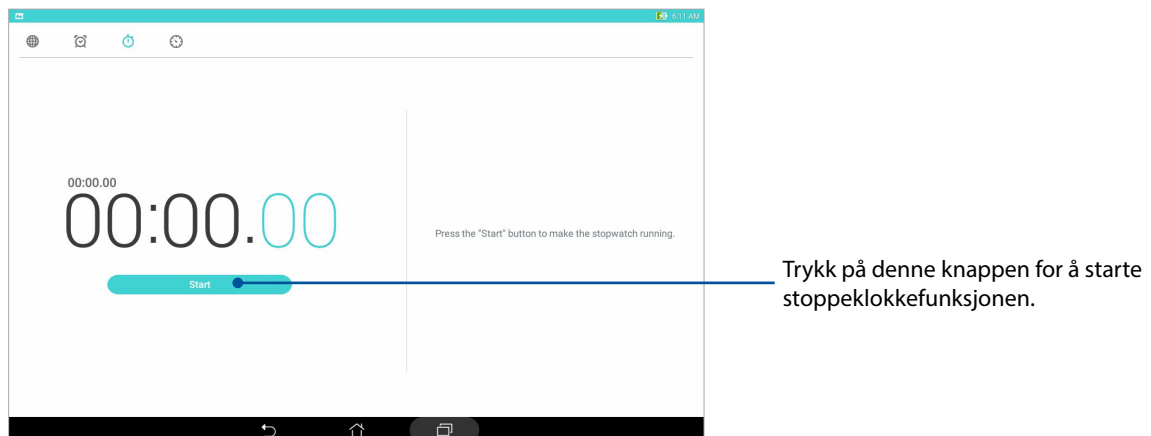 6:11 AM
00:00.00
00:00.00
Start
Press the "Start" button to make the stopwatch running.
Trykk på denne knappen for å starte
stoppeklokkefunksjonen.